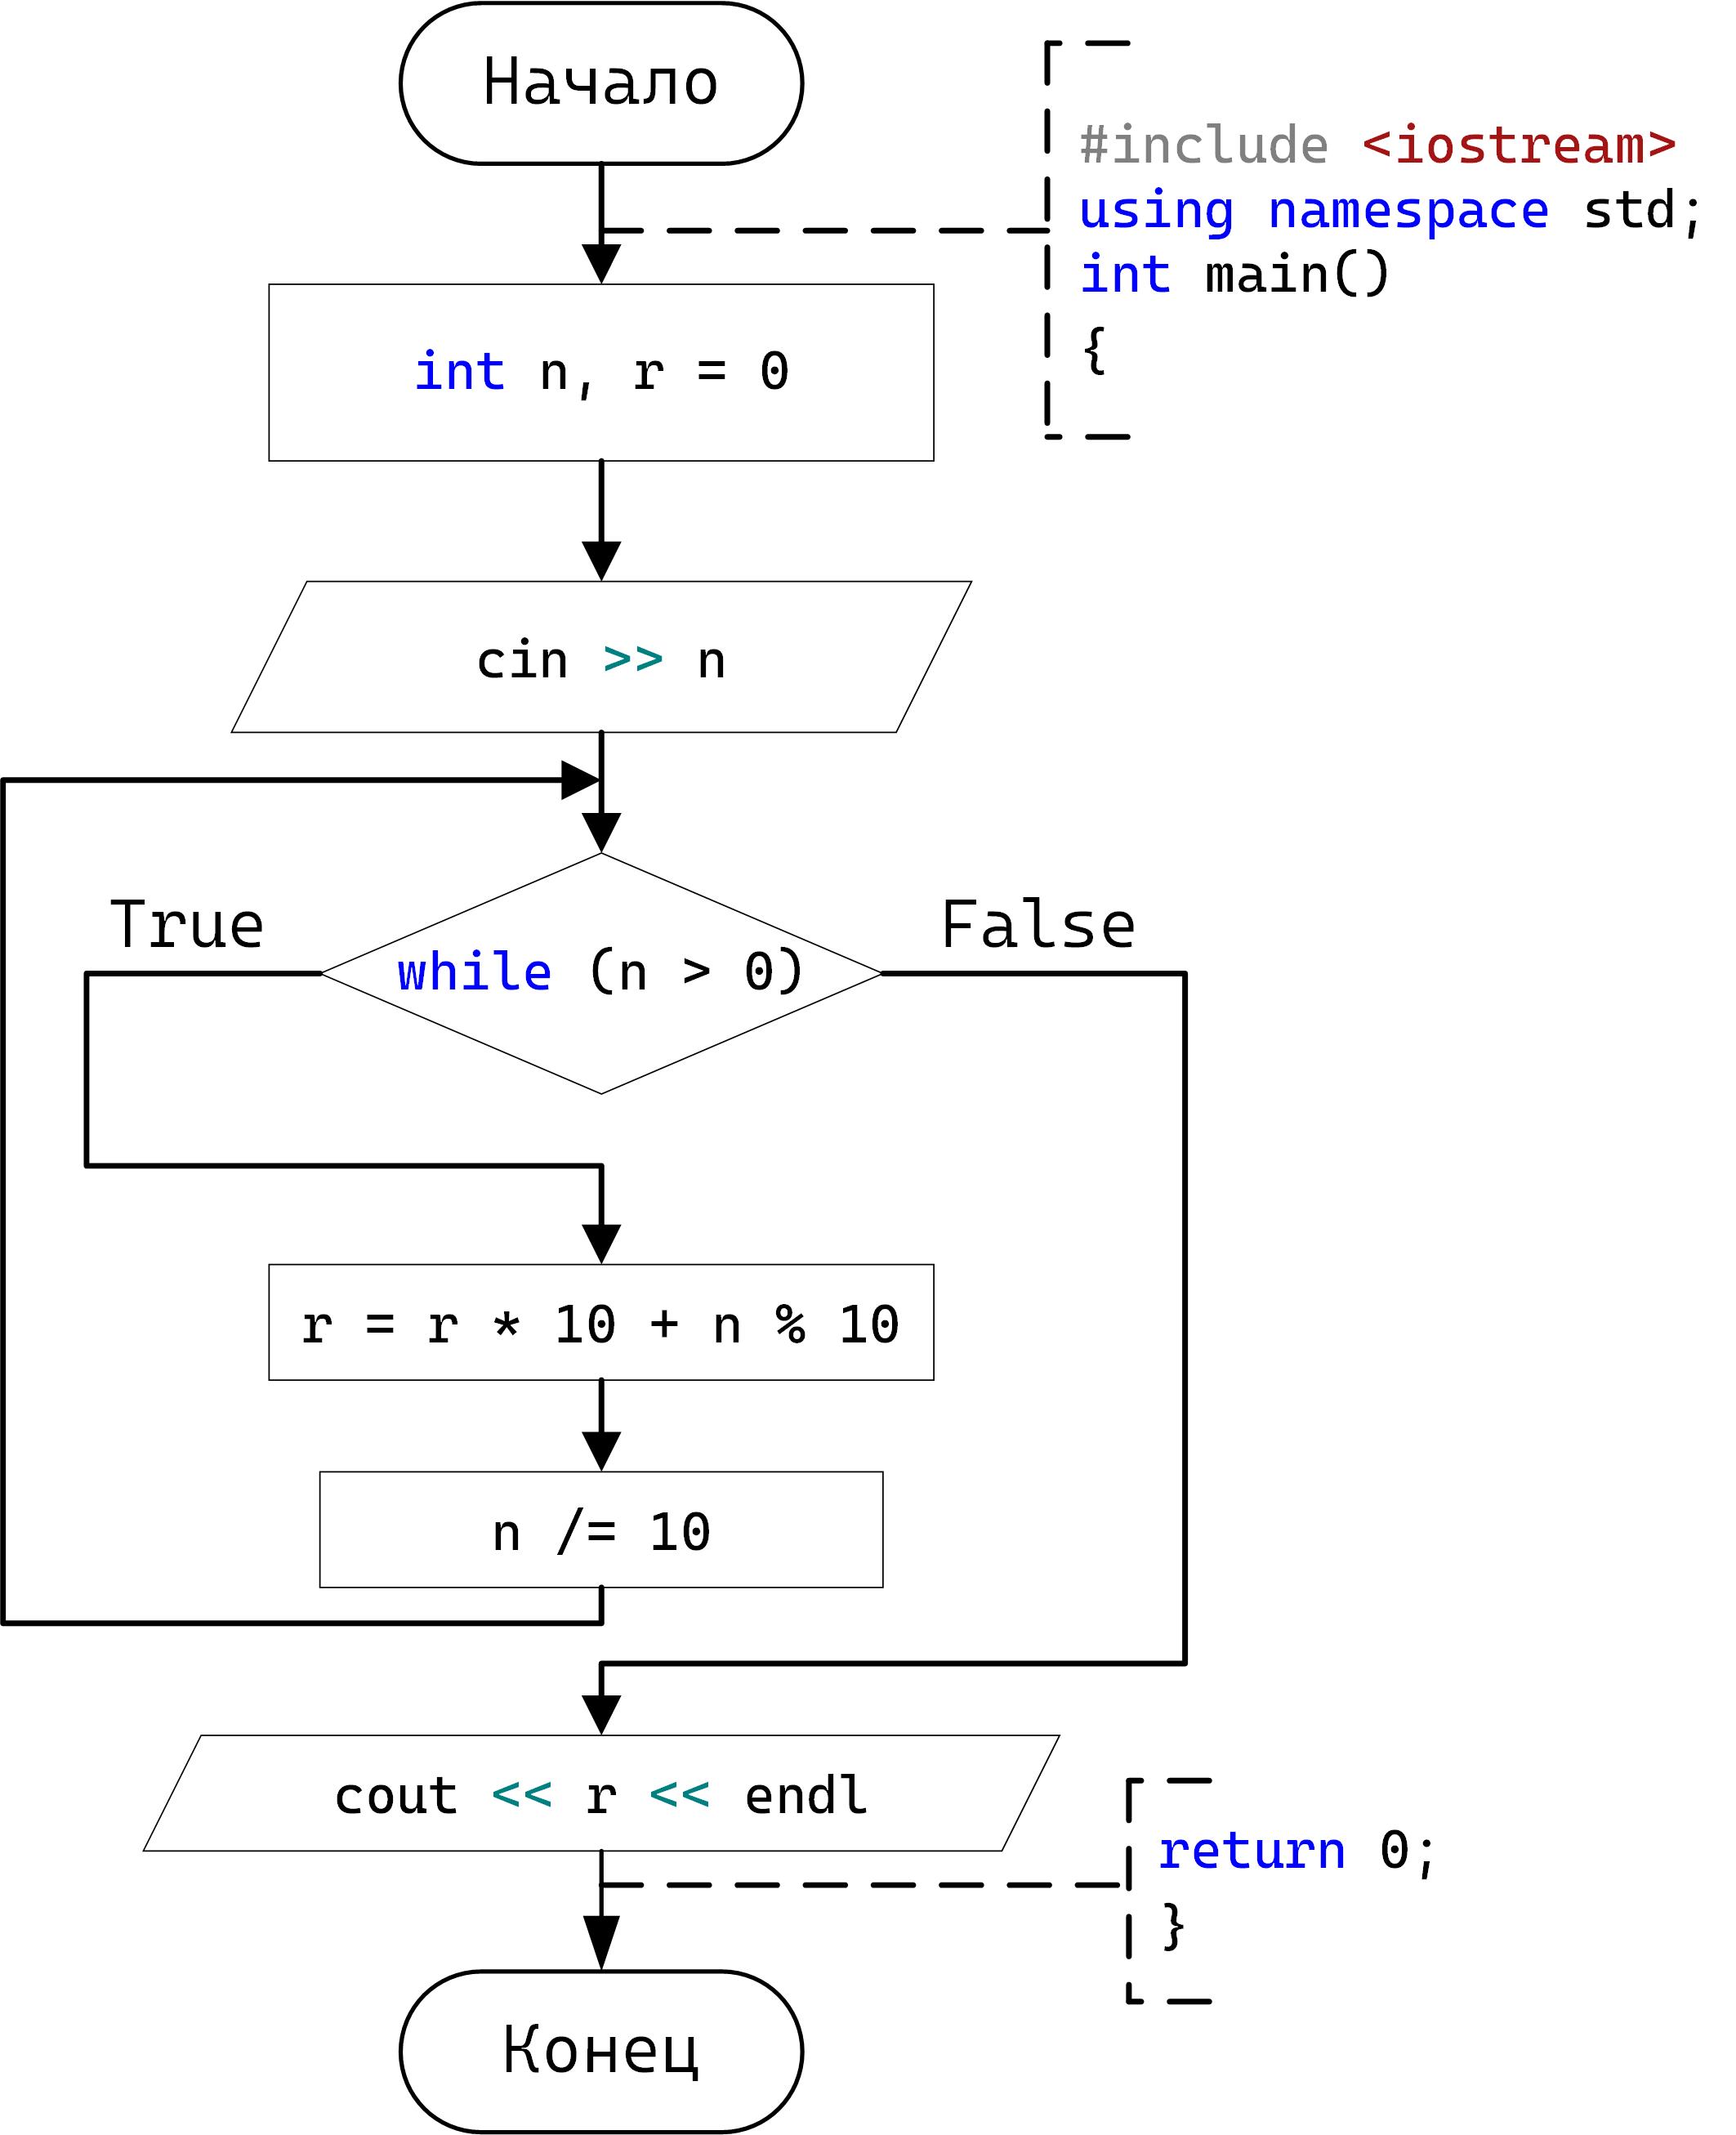 Начало
#include <iostream>
using namespace std;
int main()
{
int n, r = 0
cin >> n
True
False
while (n > 0)
r = r * 10 + n % 10
n /= 10
cout << r << endl
return 0;
}
Конец